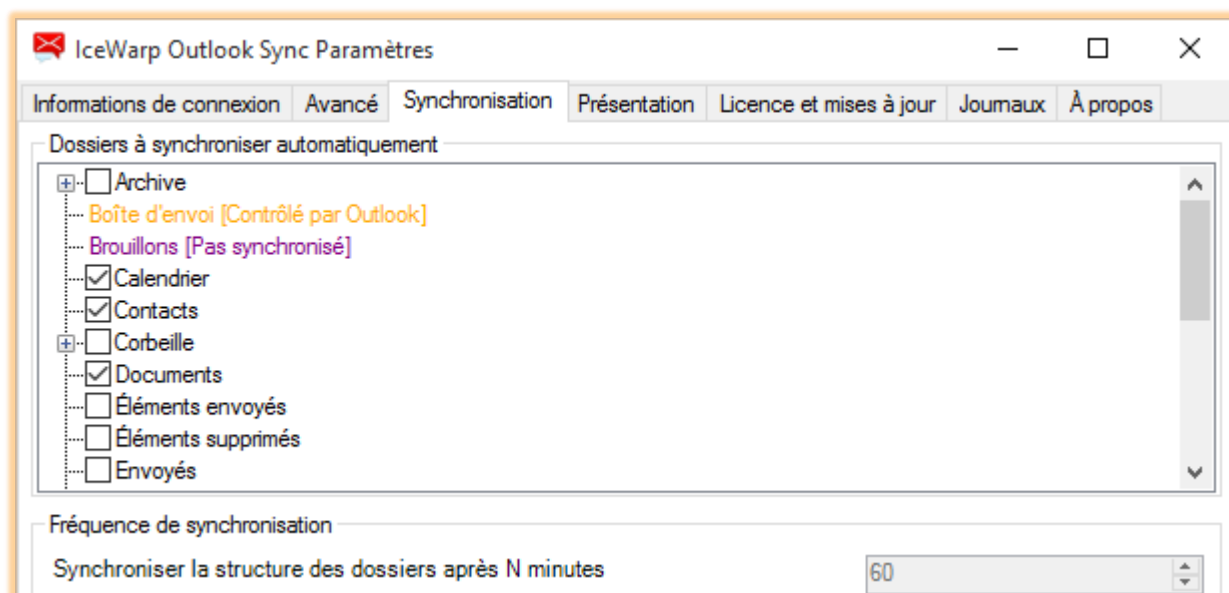 IceWarp Outlook Sync Paramètres
Informations de connexion Avancé Synchronisation Présentation Licence et mises à jour Journaux À propos
Dossiers à synchroniser automatiquement
Archive
Boîte d'envoi [Contrôlé par Outlook]
Brouillons [Pas synchronisé]
Calendrier
Contacts
Corbeille
Documents
Éléments envoyés
Éléments supprimés
Envoyés
Fréquence de synchronisation
Synchroniser la structure des dossiers après N minutes 60